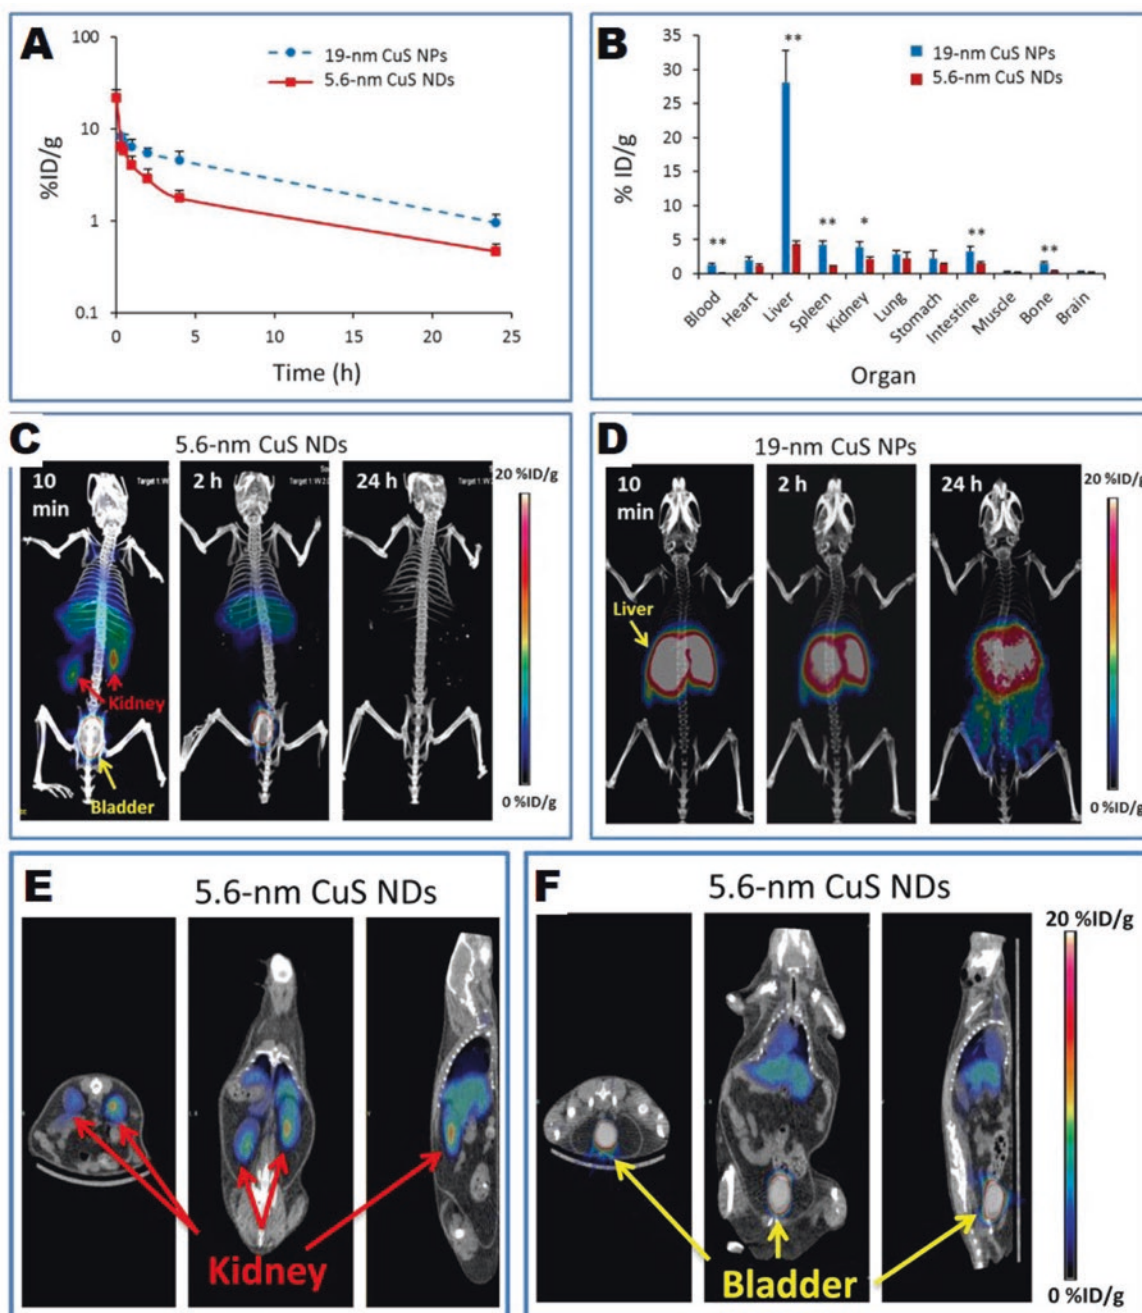 A
100
10
1
0.1
%ID/g
19-nm CuS NPs
5.6-nm CuS NDs
0
5
10
15
20
25
Time (h)
B
35
30
25
20
15
10
5
0
% ID/g
19-nm CuS NPs
5.6-nm CuS NDs
**
**
**
*
**
**
Blood
Heart
Liver
Spleen
Kidney
Lung
Stomach
Intestine
Muscle
Bone
Brain
Organ
C
5.6-nm CuS NDs
10
min
2 h
24 h
20 %ID/g
Kidney
Bladder
0 %ID/g
D
19-nm CuS NPs
10
min
2 h
24 h
20 %ID/g
Liver
0 %ID/g
E
5.6-nm CuS NDs
Kidney
F
5.6-nm CuS NDs
20 %ID/g
Bladder
0 %ID/g